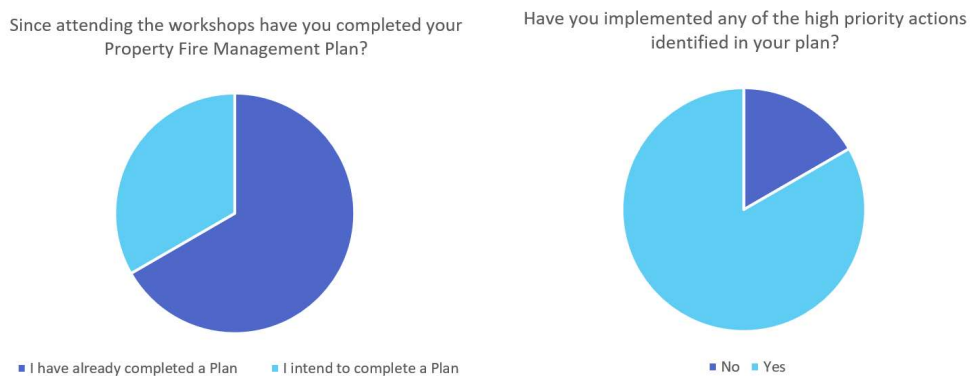 Since attending the workshops have you completed your
Property Fire Management Plan?
I have already completed a Plan
I intend to complete a Plan
Have you implemented any of the high priority actions
identified in your plan?
No
Yes